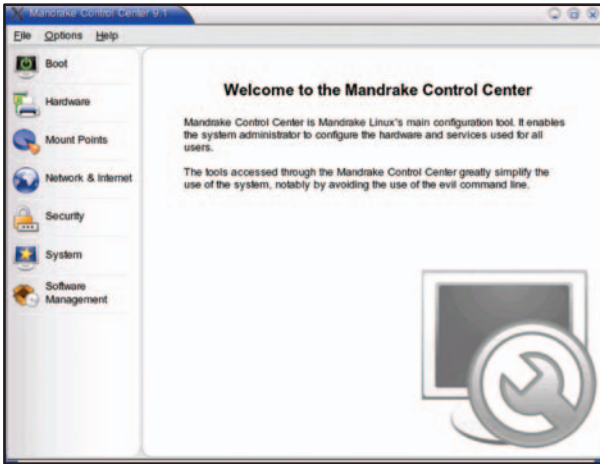 Mandrake Control Center 9.1
File Options Help
Boot
Hardware
Mount Points
Network & Internet
Security
System
Software
Management
Welcome to the Mandrake Control Center
Mandrake Control Center is Mandrake Linux's main configuration tool. It enables
the system administrator to configure the hardware and services used for all
users.
The tools accessed through the Mandrake Control Center greatly simplify the
use of the system, notably by avoiding the use of the evil command line.